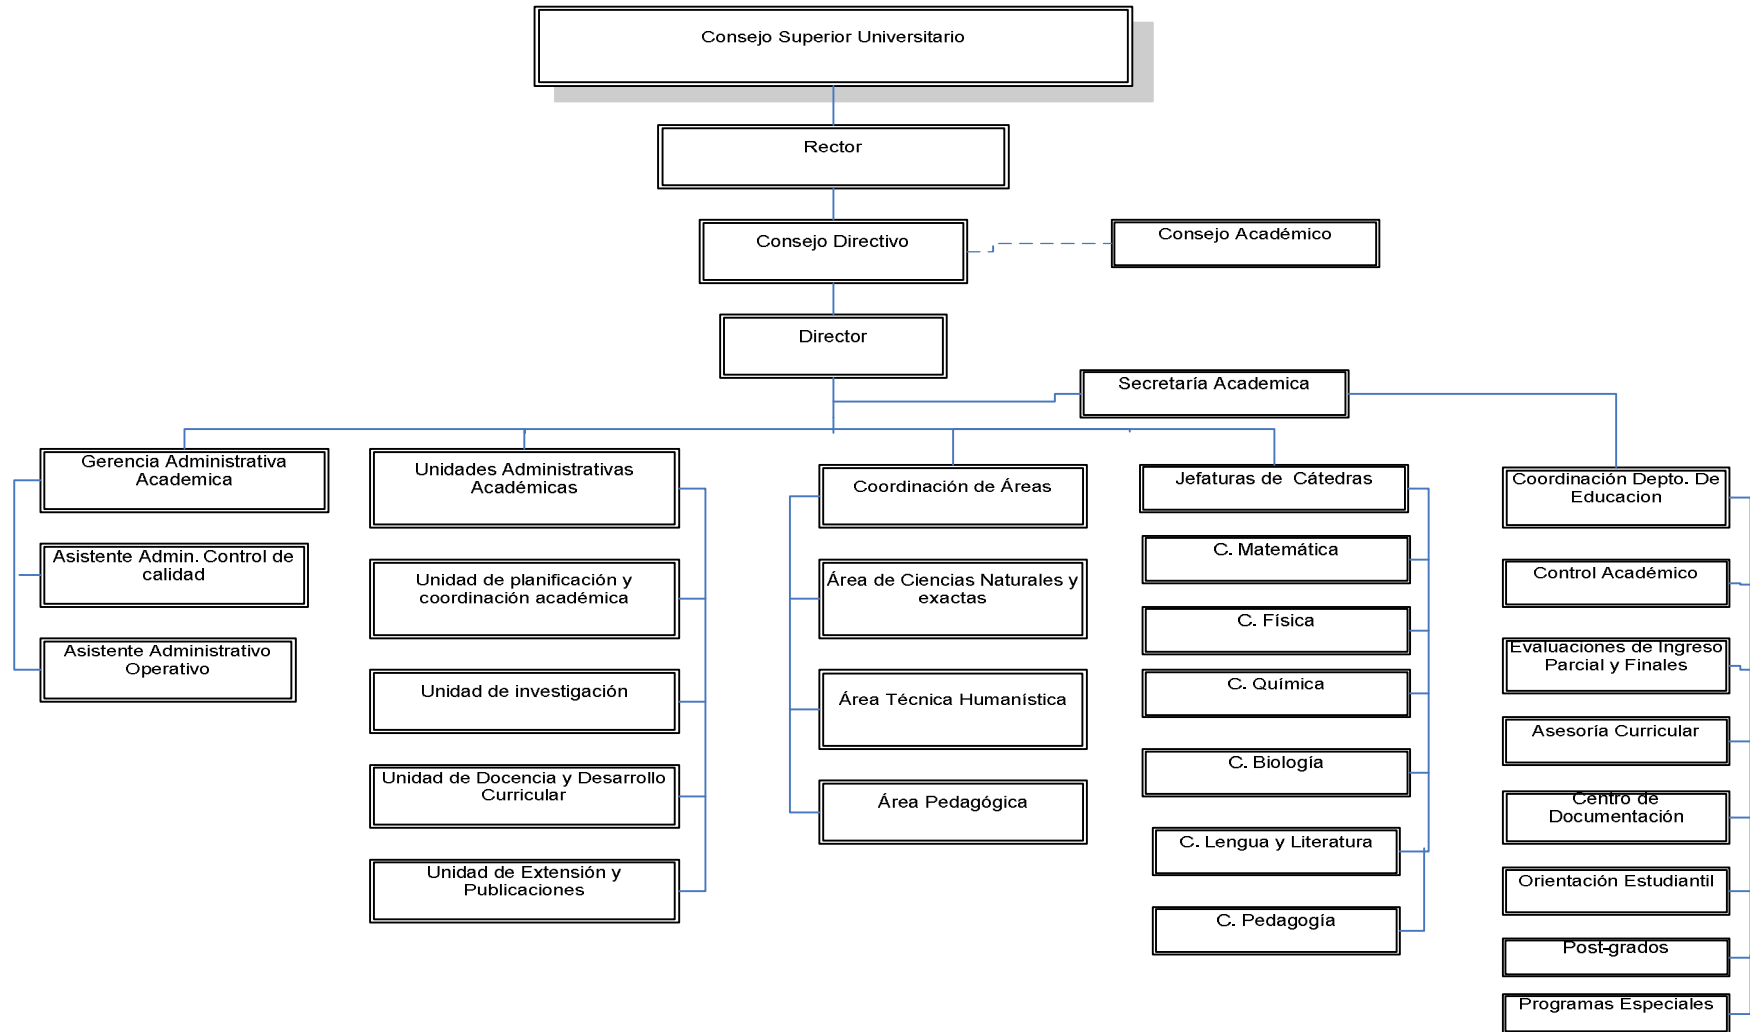 Consejo Superior Universitario
Rector
Consejo Directivo
Consejo Académico
Director
Secretaría Academica
Gerencia Administrativa
Academica
Asistente Admin. Control de
calidad
Asistente Administrativo
Operativo
Unidades Administrativas
Académicas
Unidad de planificación y
coordinación académica
Unidad de investigación
Unidad de Docencia y Desarrollo
Curricular
Unidad de Extensión y
Publicaciones
Coordinación de Áreas
Área de Ciencias Naturales y
exactas
Área Técnica Humanística
Área Pedagógica
Jefaturas de Cátedras
C. Matemática
C. Física
C. Química
C. Biología
C. Lengua y Literatura
C. Pedagogía
Coordinación Depto. De
Educacion
Control Académico
Evaluaciones de Ingreso
Parcial y Finales
Asesoría Curricular
Centro de
Documentación
Orientación Estudiantil
Post-grados
Programas Especiales